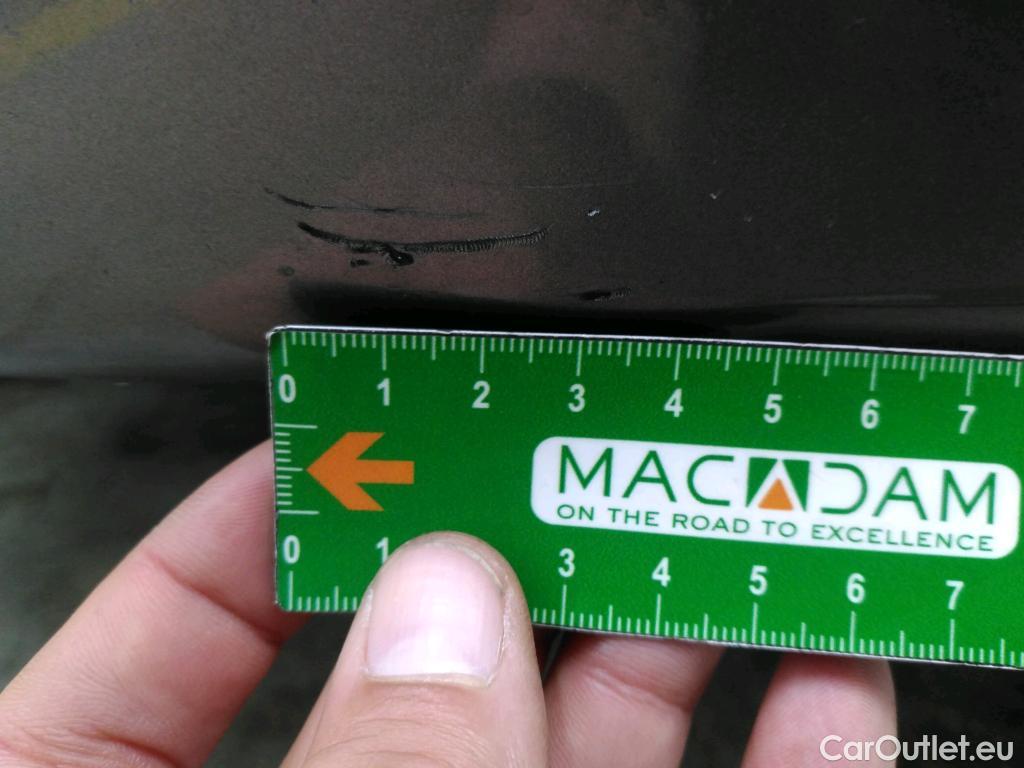 0 1 2 3 4 5 6 7
MACADAM
ON THE ROAD TO EXCELLENCE
0 1 3 4 5 6 7
CarOutlet.eu